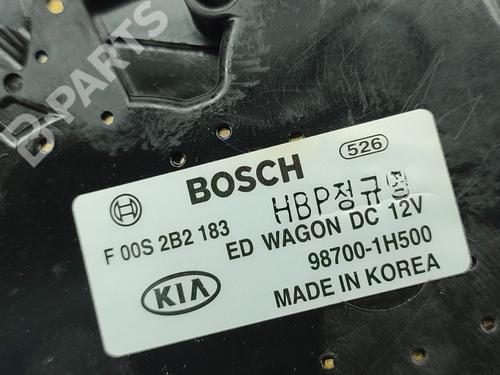 B-PARTS
BOSCH
526
F 00S 2B2 183
HBP정규
ED WAGON DC 12V
98700-1H500
KIA
MADE IN KOREA